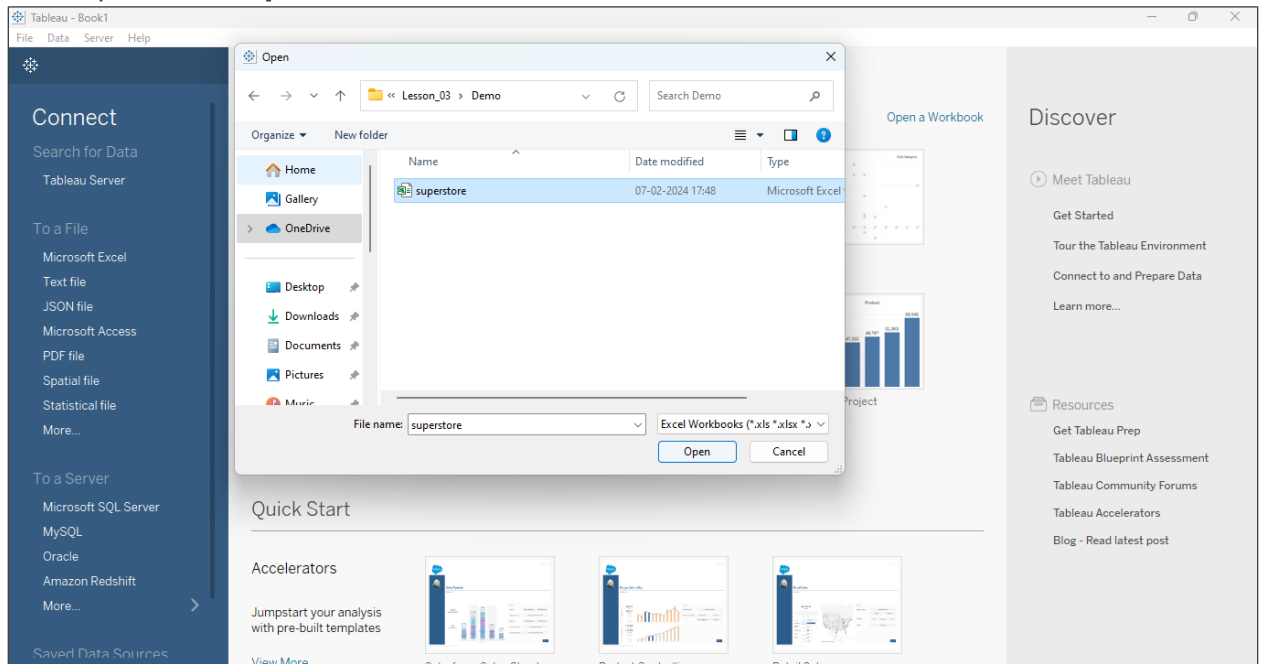 Tableau - Book1
File Data Server Help
Connect
Search for Data
Tableau Server
To a File
Microsoft Excel
Text file
JSON file
Microsoft Access
PDF file
Spatial file
Statistical file
More...
To a Server
Microsoft SQL Server
MySQL
Oracle
Amazon Redshift
More...
Saved Data Sources
Open
« Lesson_03 › Demo
Search Demo
Organize
New folder
Home
Gallery
OneDrive
Desktop
Downloads
Documents
Pictures
Music
Name Date modified Type
superstore 07-02-2024 17:48 Microsoft Excel
File name: superstore
Excel Workbooks (*.xls *.xlsx *.x
Open Cancel
Open a Workbook
Product
Project
Quick Start
Accelerators
Jumpstart your analysis
with pre-built templates
View More
Discover
Meet Tableau
Get Started
Tour the Tableau Environment
Connect to and Prepare Data
Learn more...
Resources
Get Tableau Prep
Tableau Blueprint Assessment
Tableau Community Forums
Tableau Accelerators
Blog - Read latest post